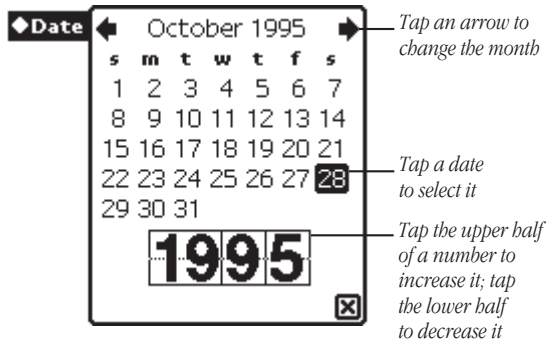 ◆Date
October 1995
s m t w t f s
1 2 3 4 5 6 7
8 9 10 11 12 13 14
15 16 17 18 19 20 21
22 23 24 25 26 27 28
29 30 31
1995
Tap an arrow to
change the month
Tap a date
to select it
Tap the upper half
of a number to
increase it; tap
the lower half
to decrease it